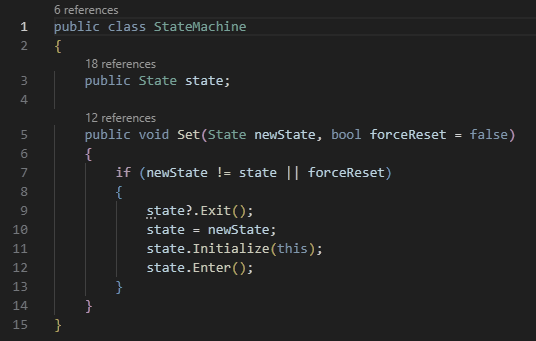 6 references
1 public class StateMachine
2 {
18 references
3 public State state;
4
12 references
5 public void Set(State newState, bool forceReset = false)
6 {
7 if (newState != state || forceReset)
8 {
9 state?.Exit();
10 state = newState;
11 state.Initialize(this);
12 state.Enter();
13 }
14 }
15 }